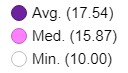 Avg. (17.54)
Med. (15.87)
Min. (10.00)